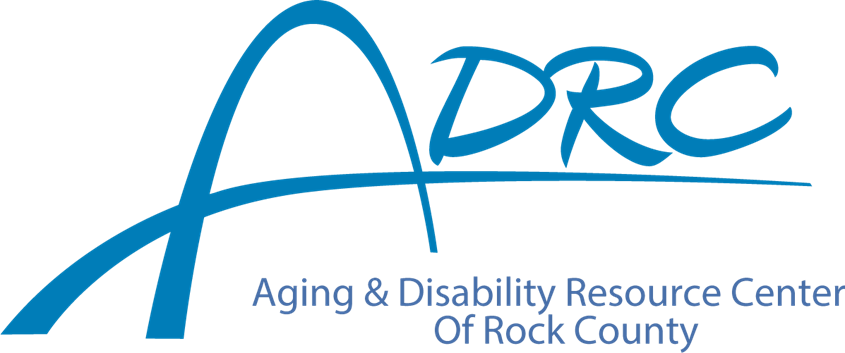 ADRC
Aging & Disability Resource Center
Of Rock County